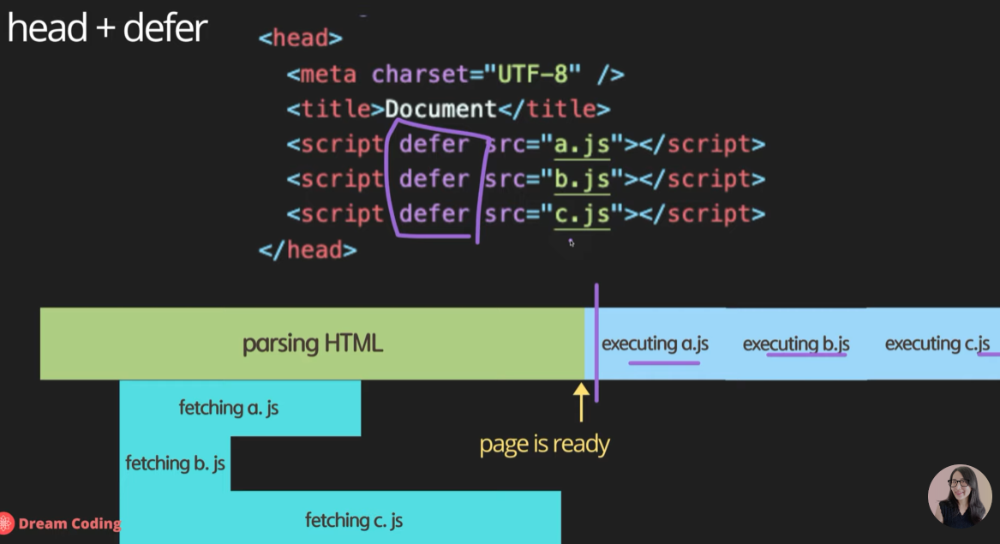 head + defer
<head>
<meta charset="UTF-8" />
<title>Document</title>
<script defer src="a.js"></script>
<script defer src="b.js"></script>
<script defer src="c.js"></script>
</head>
parsing HTML
executing a.js
executing b.js
executing c.js
fetching a. js
page is ready
fetching b. js
fetching c. js
Dream Coding